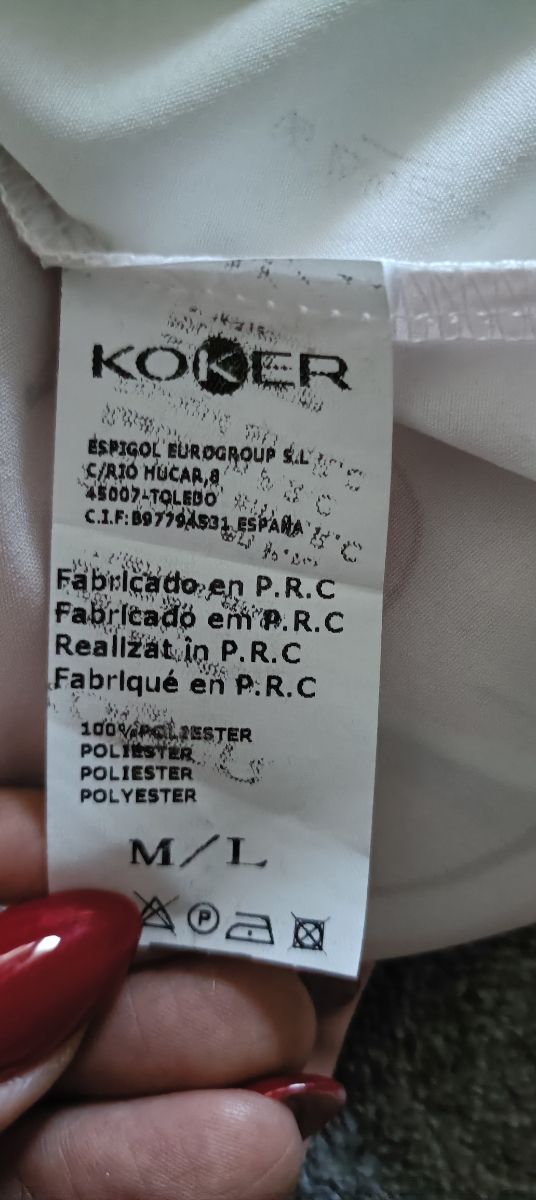 KOKER
ESPIGOL EUROGROUP S.L
C/RIO HUCAR,8
45007-TOLEDO
C.I.F:B97794531 ESPAÑA
Fabricado en P.R.C
Fabricado em P.R.C
Realizat în P.R.C
Fabriqué en P.R.C
100%POLIESTER
POLIESTER
POLIESTER
POLYESTER
M/L
P